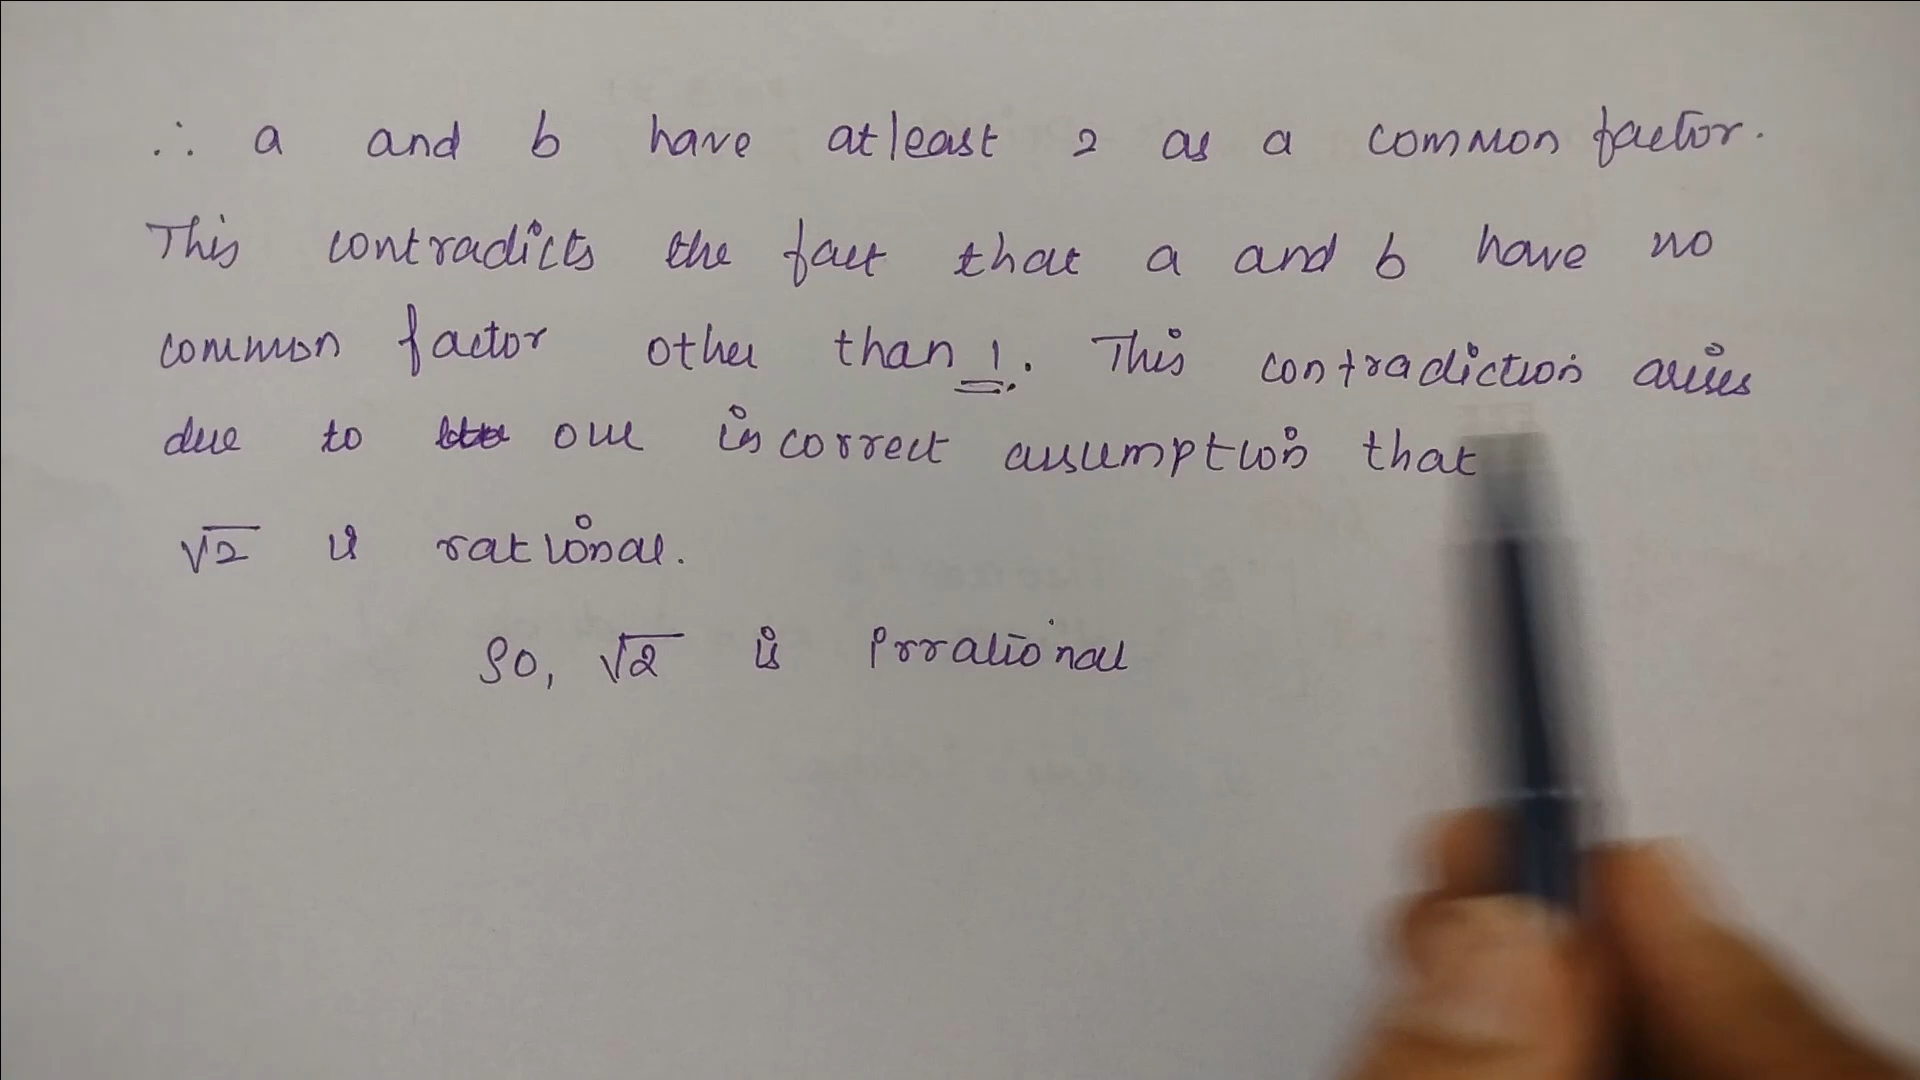 ∴ a and b have atleast 2 as a common factor.
This contradicts the fact that a and b have no
common factor other than 1. This contradiction arises
due to our incorrect assumption that
√2 is rational.
So, √2 is Irrational